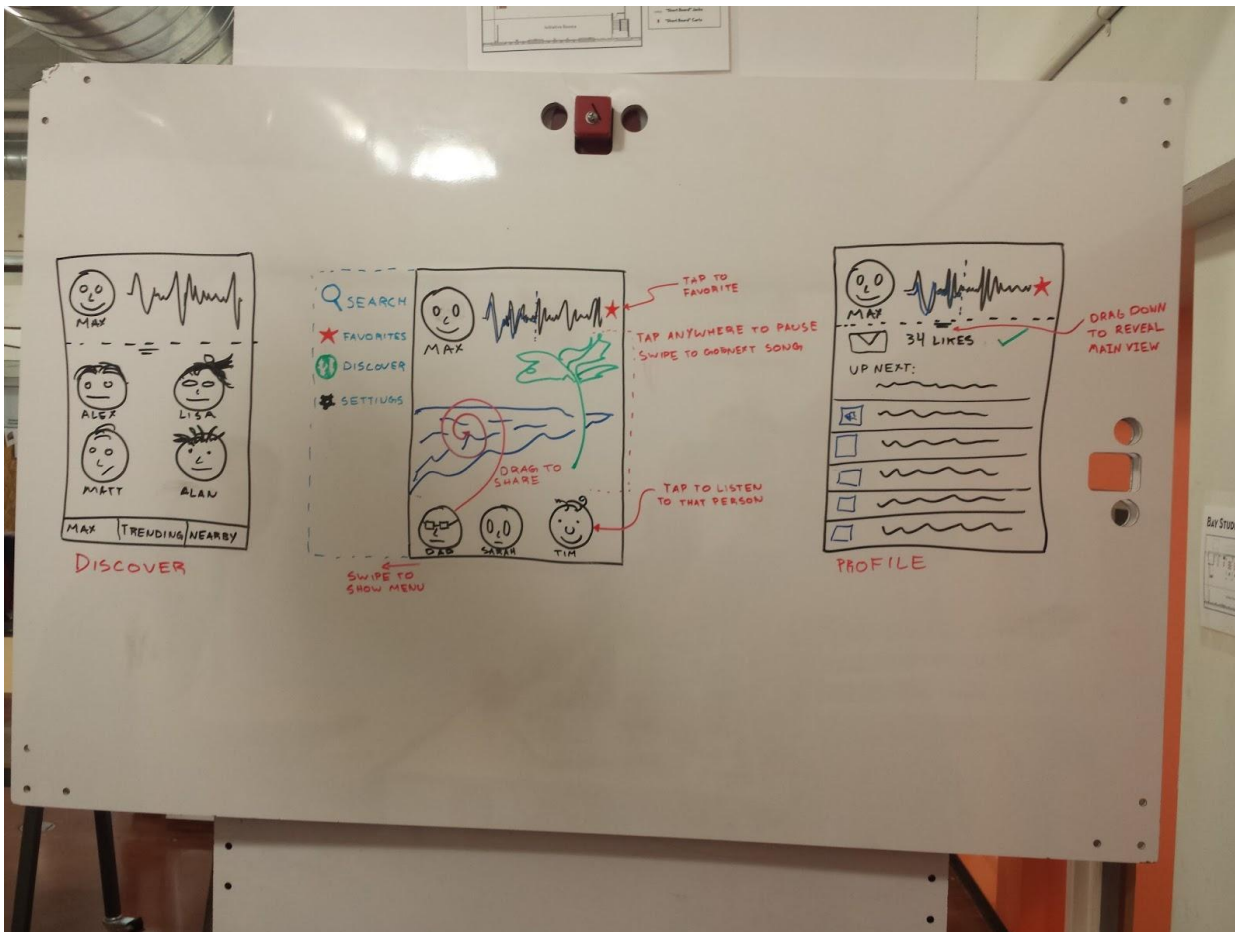 MAX
ALEX
LISA
MATT
ALAN
MAX
TRENDING
NEARBY
DISCOVER
SEARCH
FAVORITES
DISCOVER
SETTINGS
MAX
TAP TO
FAVORITE
TAP ANYWHERE TO PAUSE
SWIPE TO GO NEXT SONG
DRAG TO
SHARE
DAD
SARAH
TIM
TAP TO LISTEN
TO THAT PERSON
SWIPE TO
SHOW MENU
MAX
34 LIKES
UP NEXT:
DRAG DOWN
TO REVEAL
MAIN VIEW
PROFILE